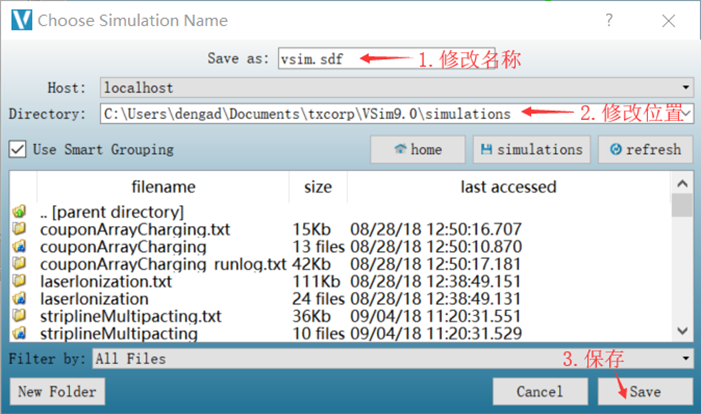 Choose Simulation Name
Save as: vsim.sdf 1.修改名称
Host: localhost
Directory: C:\Users\dengad\Documents\txcorp\VSim9.0\simulations 2.修改位置
Use Smart Grouping home simulations refresh
filename size last accessed
.. [parent directory]
couponArrayCharging.txt 15Kb 08/28/18 12:50:16.707
couponArrayCharging 13 files 08/28/18 12:50:10.870
couponArrayCharging_runlog.txt 42Kb 08/28/18 12:50:17.181
laserIonization.txt 111Kb 08/28/18 12:38:49.151
laserIonization 24 files 08/28/18 12:38:49.131
striplineMultipacting.txt 36Kb 09/04/18 11:20:31.551
striplineMultipacting 10 files 09/04/18 11:20:31.529
Filter by: All Files 3.保存
New Folder Cancel Save